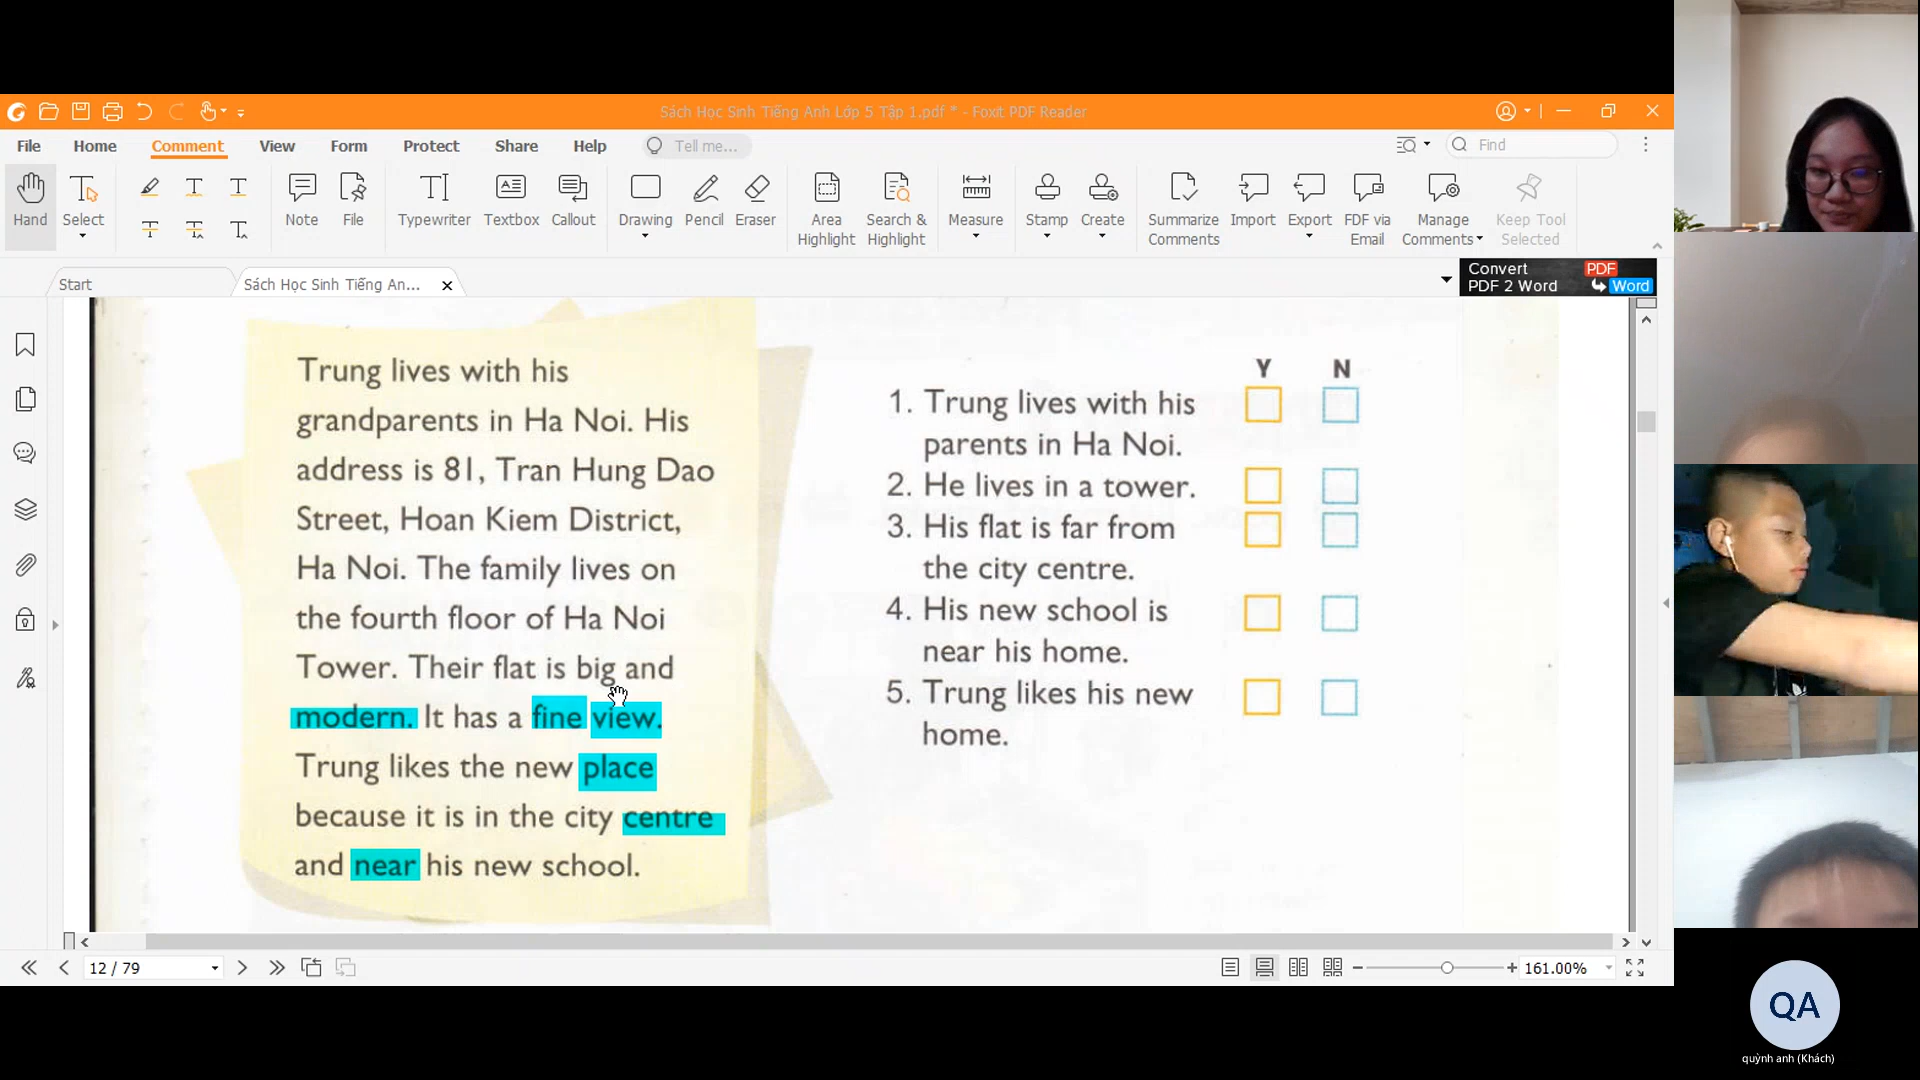 Sách Học Sinh Tiếng Anh Lớp 5 Tập 1.pdf * - Foxit PDF Reader
File Home Comment View Form Protect Share Help Tell me... Find
Hand Select Note File Typewriter Textbox Callout Drawing Pencil Eraser Area Highlight Search & Highlight Measure Stamp Create Summarize Comments Import Export PDF via Email Manage Comments Keep Tool Selected
Start Sách Học Sinh Tiếng An...
Convert PDF
PDF 2 Word Word
Trung lives with his
grandparents in Ha Noi. His
address is 81, Tran Hung Dao
Street, Hoan Kiem District,
Ha Noi. The family lives on
the fourth floor of Ha Noi
Tower. Their flat is big and
modern. It has a fine view.
Trung likes the new place
because it is in the city centre
and near his new school.
Y N
1. Trung lives with his
parents in Ha Noi.
2. He lives in a tower.
3. His flat is far from
the city centre.
4. His new school is
near his home.
5. Trung likes his new
home.
12 / 79
161.00%
QA
quỳnh anh (Khách)